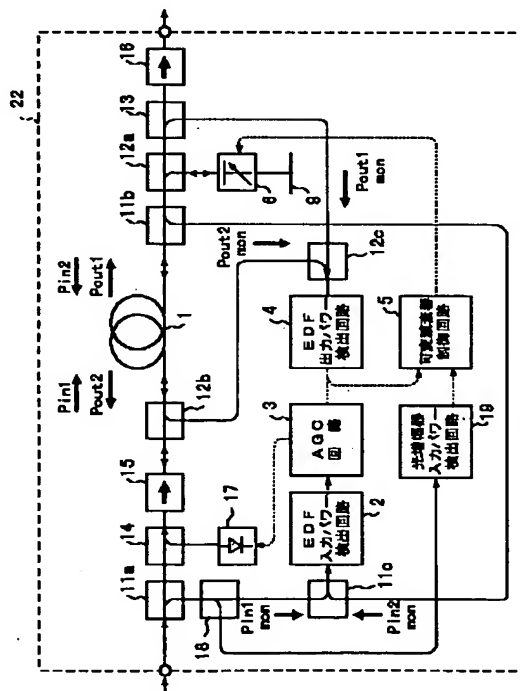 22
16
13
12a
11b
Pin2
Pout1
1
Pin1
Pout2
12b
15
14
11a
6
9
Pout1
mon
Pout2
mon
12c
4
EDF
出力パワー
検出回路
5
可変減衰器
制御回路
3
AGC
回路
17
2
EDF
入力パワー
検出回路
19
光増幅器
入力パワー
検出回路
18
Pin1
mon
11c
Pin2
mon